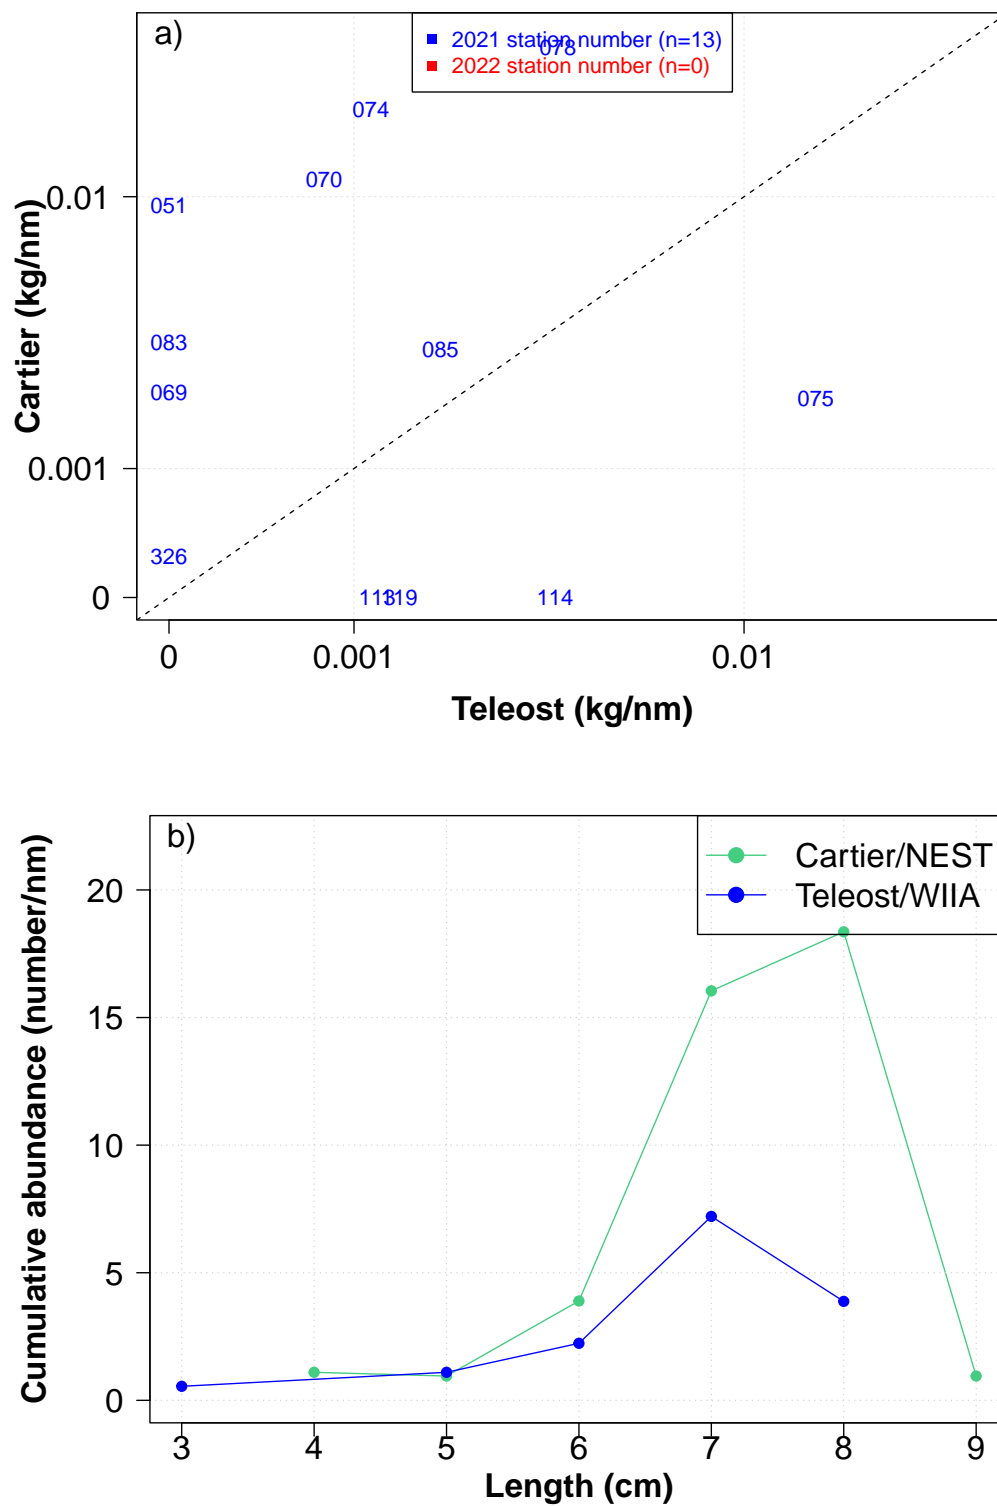 a)
2021 station number (n=13)
2022 station number (n=0)
078
074
070
051
083
085
069
075
326
113
119
114
0.01
0.001
0
Cartier (kg/nm)
0 0.001 0.01
Teleost (kg/nm)
b)
Cartier/NEST
Teleost/WIIA
20
15
10
5
0
Cumulative abundance (number/nm)
3 4 5 6 7 8 9
Length (cm)